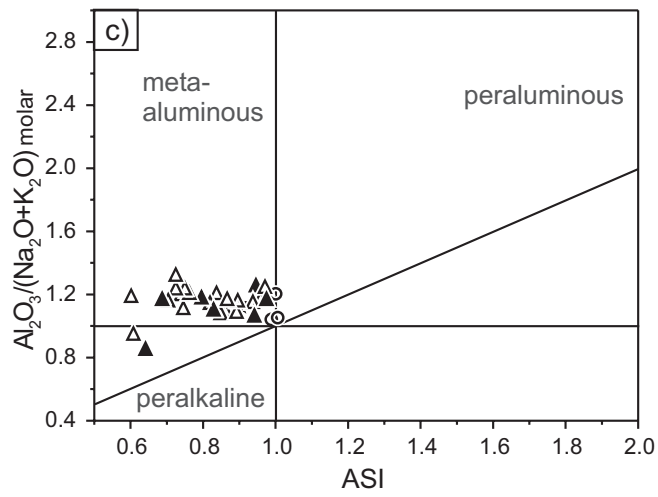 c)
meta-
aluminous
peraluminous
peralkaline
Al₂O₃/(Na₂O+K₂O) molar
2.8
2.4
2.0
1.6
1.2
0.8
0.4
0.6 0.8 1.0 1.2 1.4 1.6 1.8 2.0
ASI